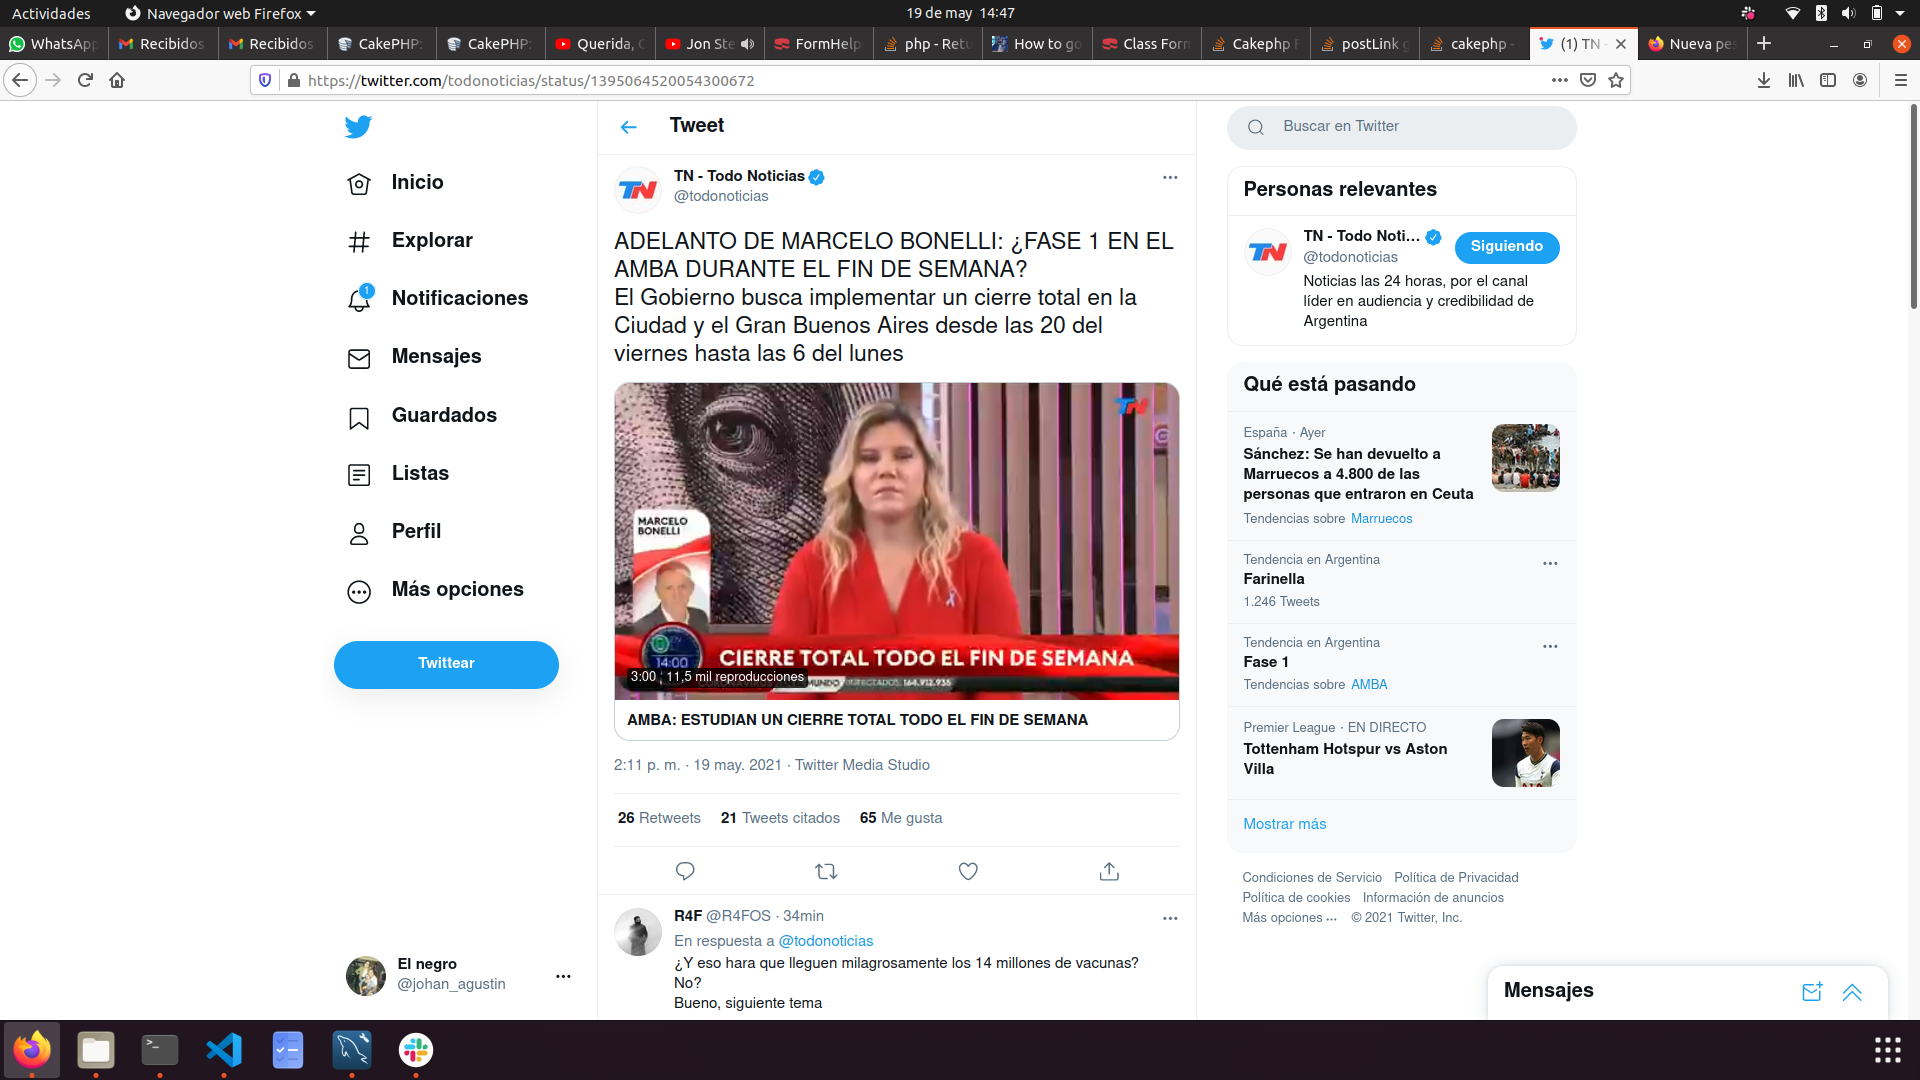 Actividades
Navegador web Firefox
19 de may 14:47
WhatsApp
Recibidos
Recibidos
CakePHP:
CakePHP:
Querida, C
Jon Ste
FormHelp
php - Retu
How to go
Class Form
Cakephp F
postLink g
cakephp -
(1) TN -
Nueva pes
https://twitter.com/todonoticias/status/1395064520054300672
Inicio
Explorar
1
Notificaciones
Mensajes
Guardados
Listas
Perfil
Más opciones
Twittear
El negro
@johan_agustin
Tweet
TN
TN - Todo Noticias
@todonoticias
ADELANTO DE MARCELO BONELLI: ¿FASE 1 EN EL
AMBA DURANTE EL FIN DE SEMANA?
El Gobierno busca implementar un cierre total en la
Ciudad y el Gran Buenos Aires desde las 20 del
viernes hasta las 6 del lunes
TN
MARCELO
BONELLI
14:00
CIERRE TOTAL TODO EL FIN DE SEMANA
3:00
11,5 mil reproducciones
MUNDO
INFECTADOS: 164.912.935
AMBA: ESTUDIAN UN CIERRE TOTAL TODO EL FIN DE SEMANA
2:11 p. m. · 19 may. 2021 · Twitter Media Studio
26 Retweets 21 Tweets citados 65 Me gusta
R4F @R4FOS · 34min
En respuesta a @todonoticias
¿Y eso hara que lleguen milagrosamente los 14 millones de vacunas?
No?
Bueno, siguiente tema
Buscar en Twitter
Personas relevantes
TN
TN - Todo Noti...
@todonoticias
Siguiendo
Noticias las 24 horas, por el canal
líder en audiencia y credibilidad de
Argentina
Qué está pasando
España · Ayer
Sánchez: Se han devuelto a
Marruecos a 4.800 de las
personas que entraron en Ceuta
Tendencias sobre Marruecos
Tendencia en Argentina
Farinella
1.246 Tweets
Tendencia en Argentina
Fase 1
Tendencias sobre AMBA
Premier League · EN DIRECTO
Tottenham Hotspur vs Aston
Villa
Mostrar más
Condiciones de Servicio Política de Privacidad
Política de cookies Información de anuncios
Más opciones ··· © 2021 Twitter, Inc.
Mensajes